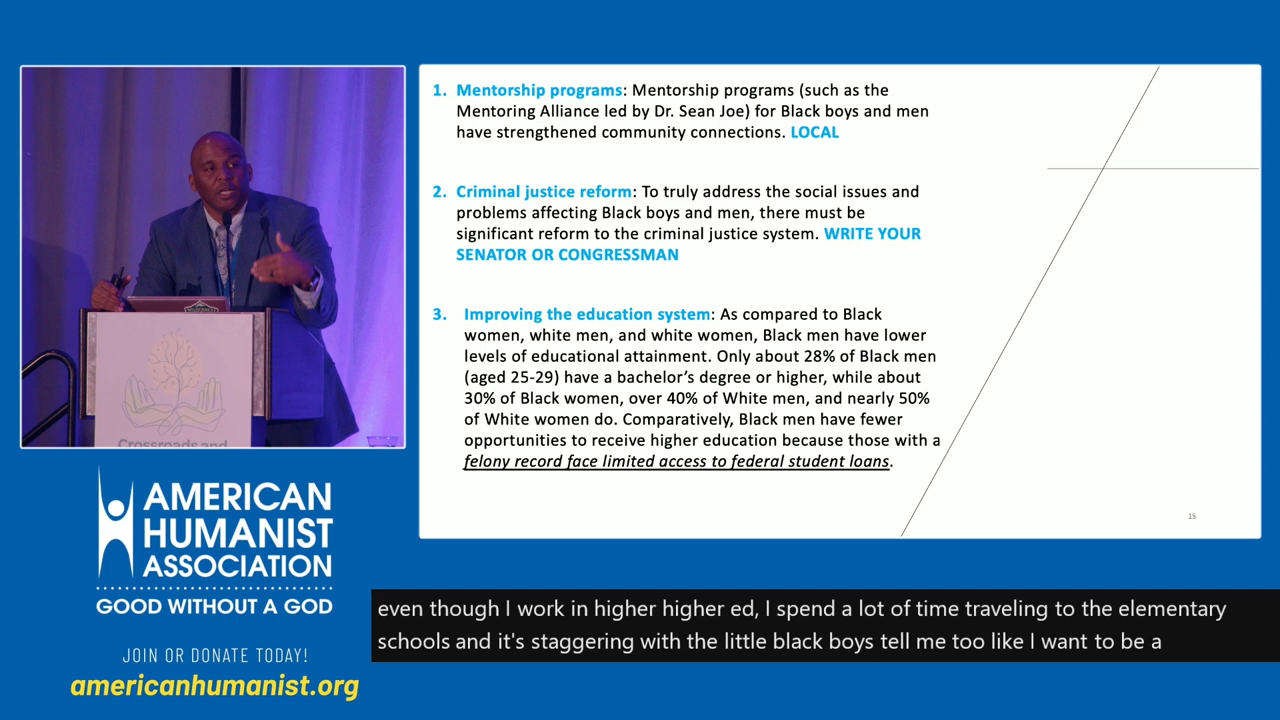 1. Mentorship programs: Mentorship programs (such as the
Mentoring Alliance led by Dr. Sean Joe) for Black boys and men
have strengthened community connections. LOCAL
2. Criminal justice reform: To truly address the social issues and
problems affecting Black boys and men, there must be
significant reform to the criminal justice system. WRITE YOUR
SENATOR OR CONGRESSMAN
3. Improving the education system: As compared to Black
women, white men, and white women, Black men have lower
levels of educational attainment. Only about 28% of Black men
(aged 25-29) have a bachelor's degree or higher, while about
30% of Black women, over 40% of White men, and nearly 50%
of White women do. Comparatively, Black men have fewer
opportunities to receive higher education because those with a
felony record face limited access to federal student loans.
15
Crossroads and
AMERICAN
HUMANIST
ASSOCIATION
GOOD WITHOUT A GOD
JOIN OR DONATE TODAY!
americanhumanist.org
even though I work in higher higher ed, I spend a lot of time traveling to the elementary
schools and it's staggering with the little black boys tell me too like I want to be a